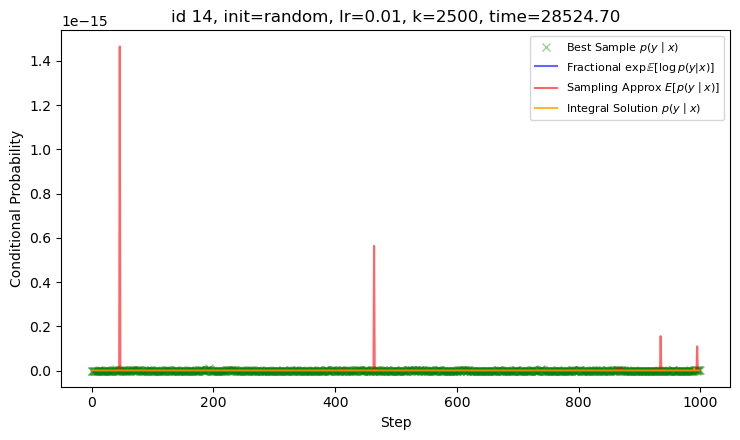 id 14, init=random, lr=0.01, k=2500, time=28524.70
1e−15
1.4
1.2
1.0
0.8
0.6
0.4
0.2
0.0
Conditional Probability
Best Sample p(y | x)
Fractional exp𝔼[log p(y|x)]
Sampling Approx E[p(y | x)]
Integral Solution p(y | x)
0 200 400 600 800 1000
Step